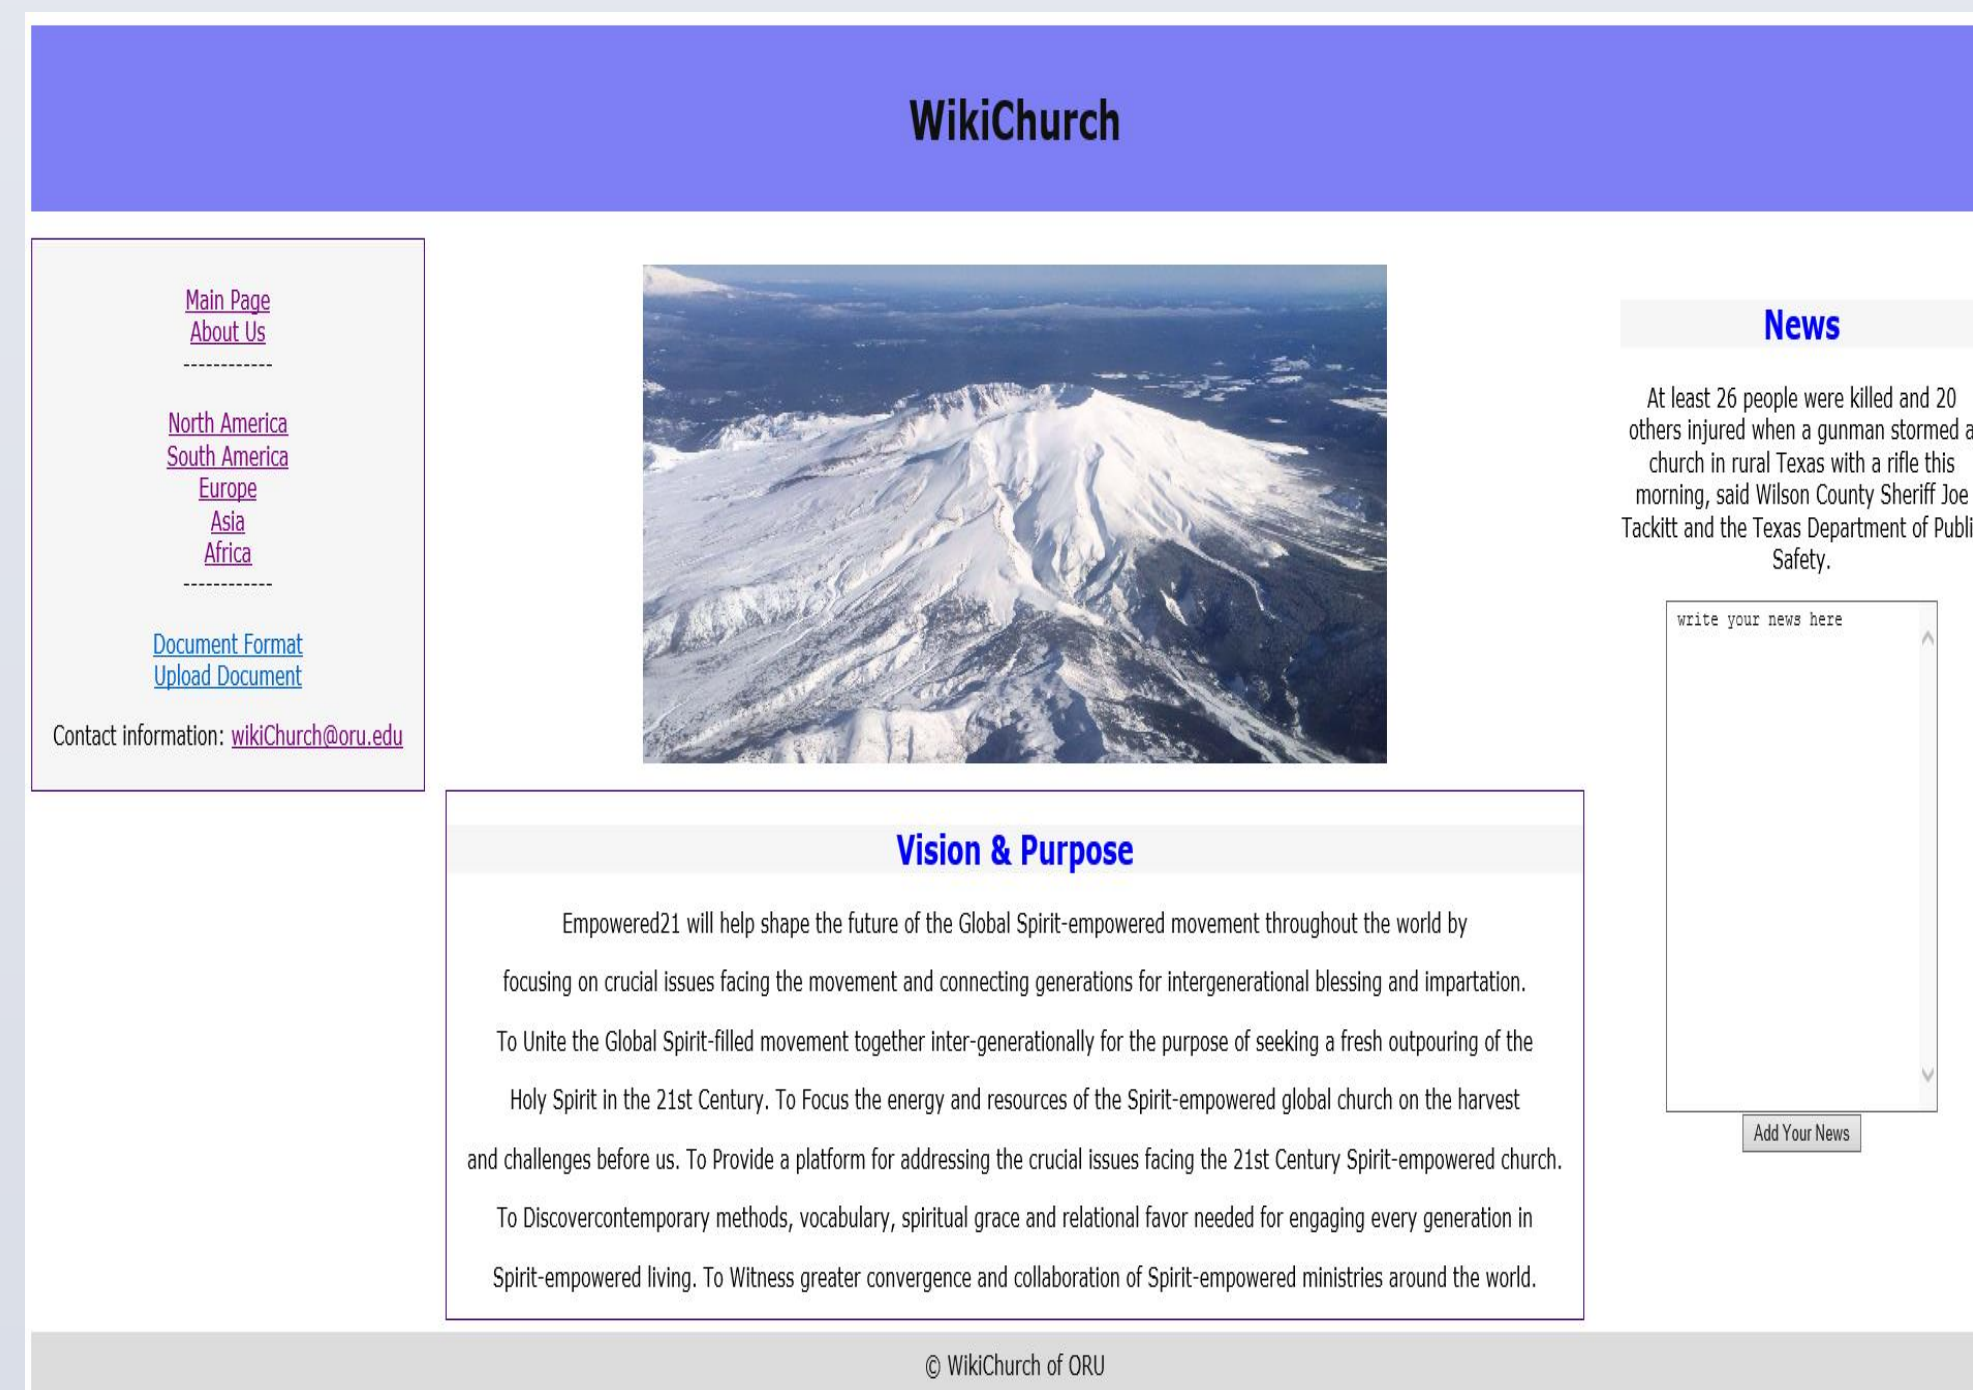 WikiChurch
Main Page
About Us
------------
North America
South America
Europe
Asia
Africa
------------
Document Format
Upload Document
Contact information: wikiChurch@oru.edu
Vision & Purpose
Empowered21 will help shape the future of the Global Spirit-empowered movement throughout the world by
focusing on crucial issues facing the movement and connecting generations for intergenerational blessing and impartation.
To Unite the Global Spirit-filled movement together inter-generationally for the purpose of seeking a fresh outpouring of the
Holy Spirit in the 21st Century. To Focus the energy and resources of the Spirit-empowered global church on the harvest
and challenges before us. To Provide a platform for addressing the crucial issues facing the 21st Century Spirit-empowered church.
To Discovercontemporary methods, vocabulary, spiritual grace and relational favor needed for engaging every generation in
Spirit-empowered living. To Witness greater convergence and collaboration of Spirit-empowered ministries around the world.
News
At least 26 people were killed and 20
others injured when a gunman stormed a
church in rural Texas with a rifle this
morning, said Wilson County Sheriff Joe
Tackitt and the Texas Department of Publi
Safety.
write your news here
Add Your News
© WikiChurch of ORU